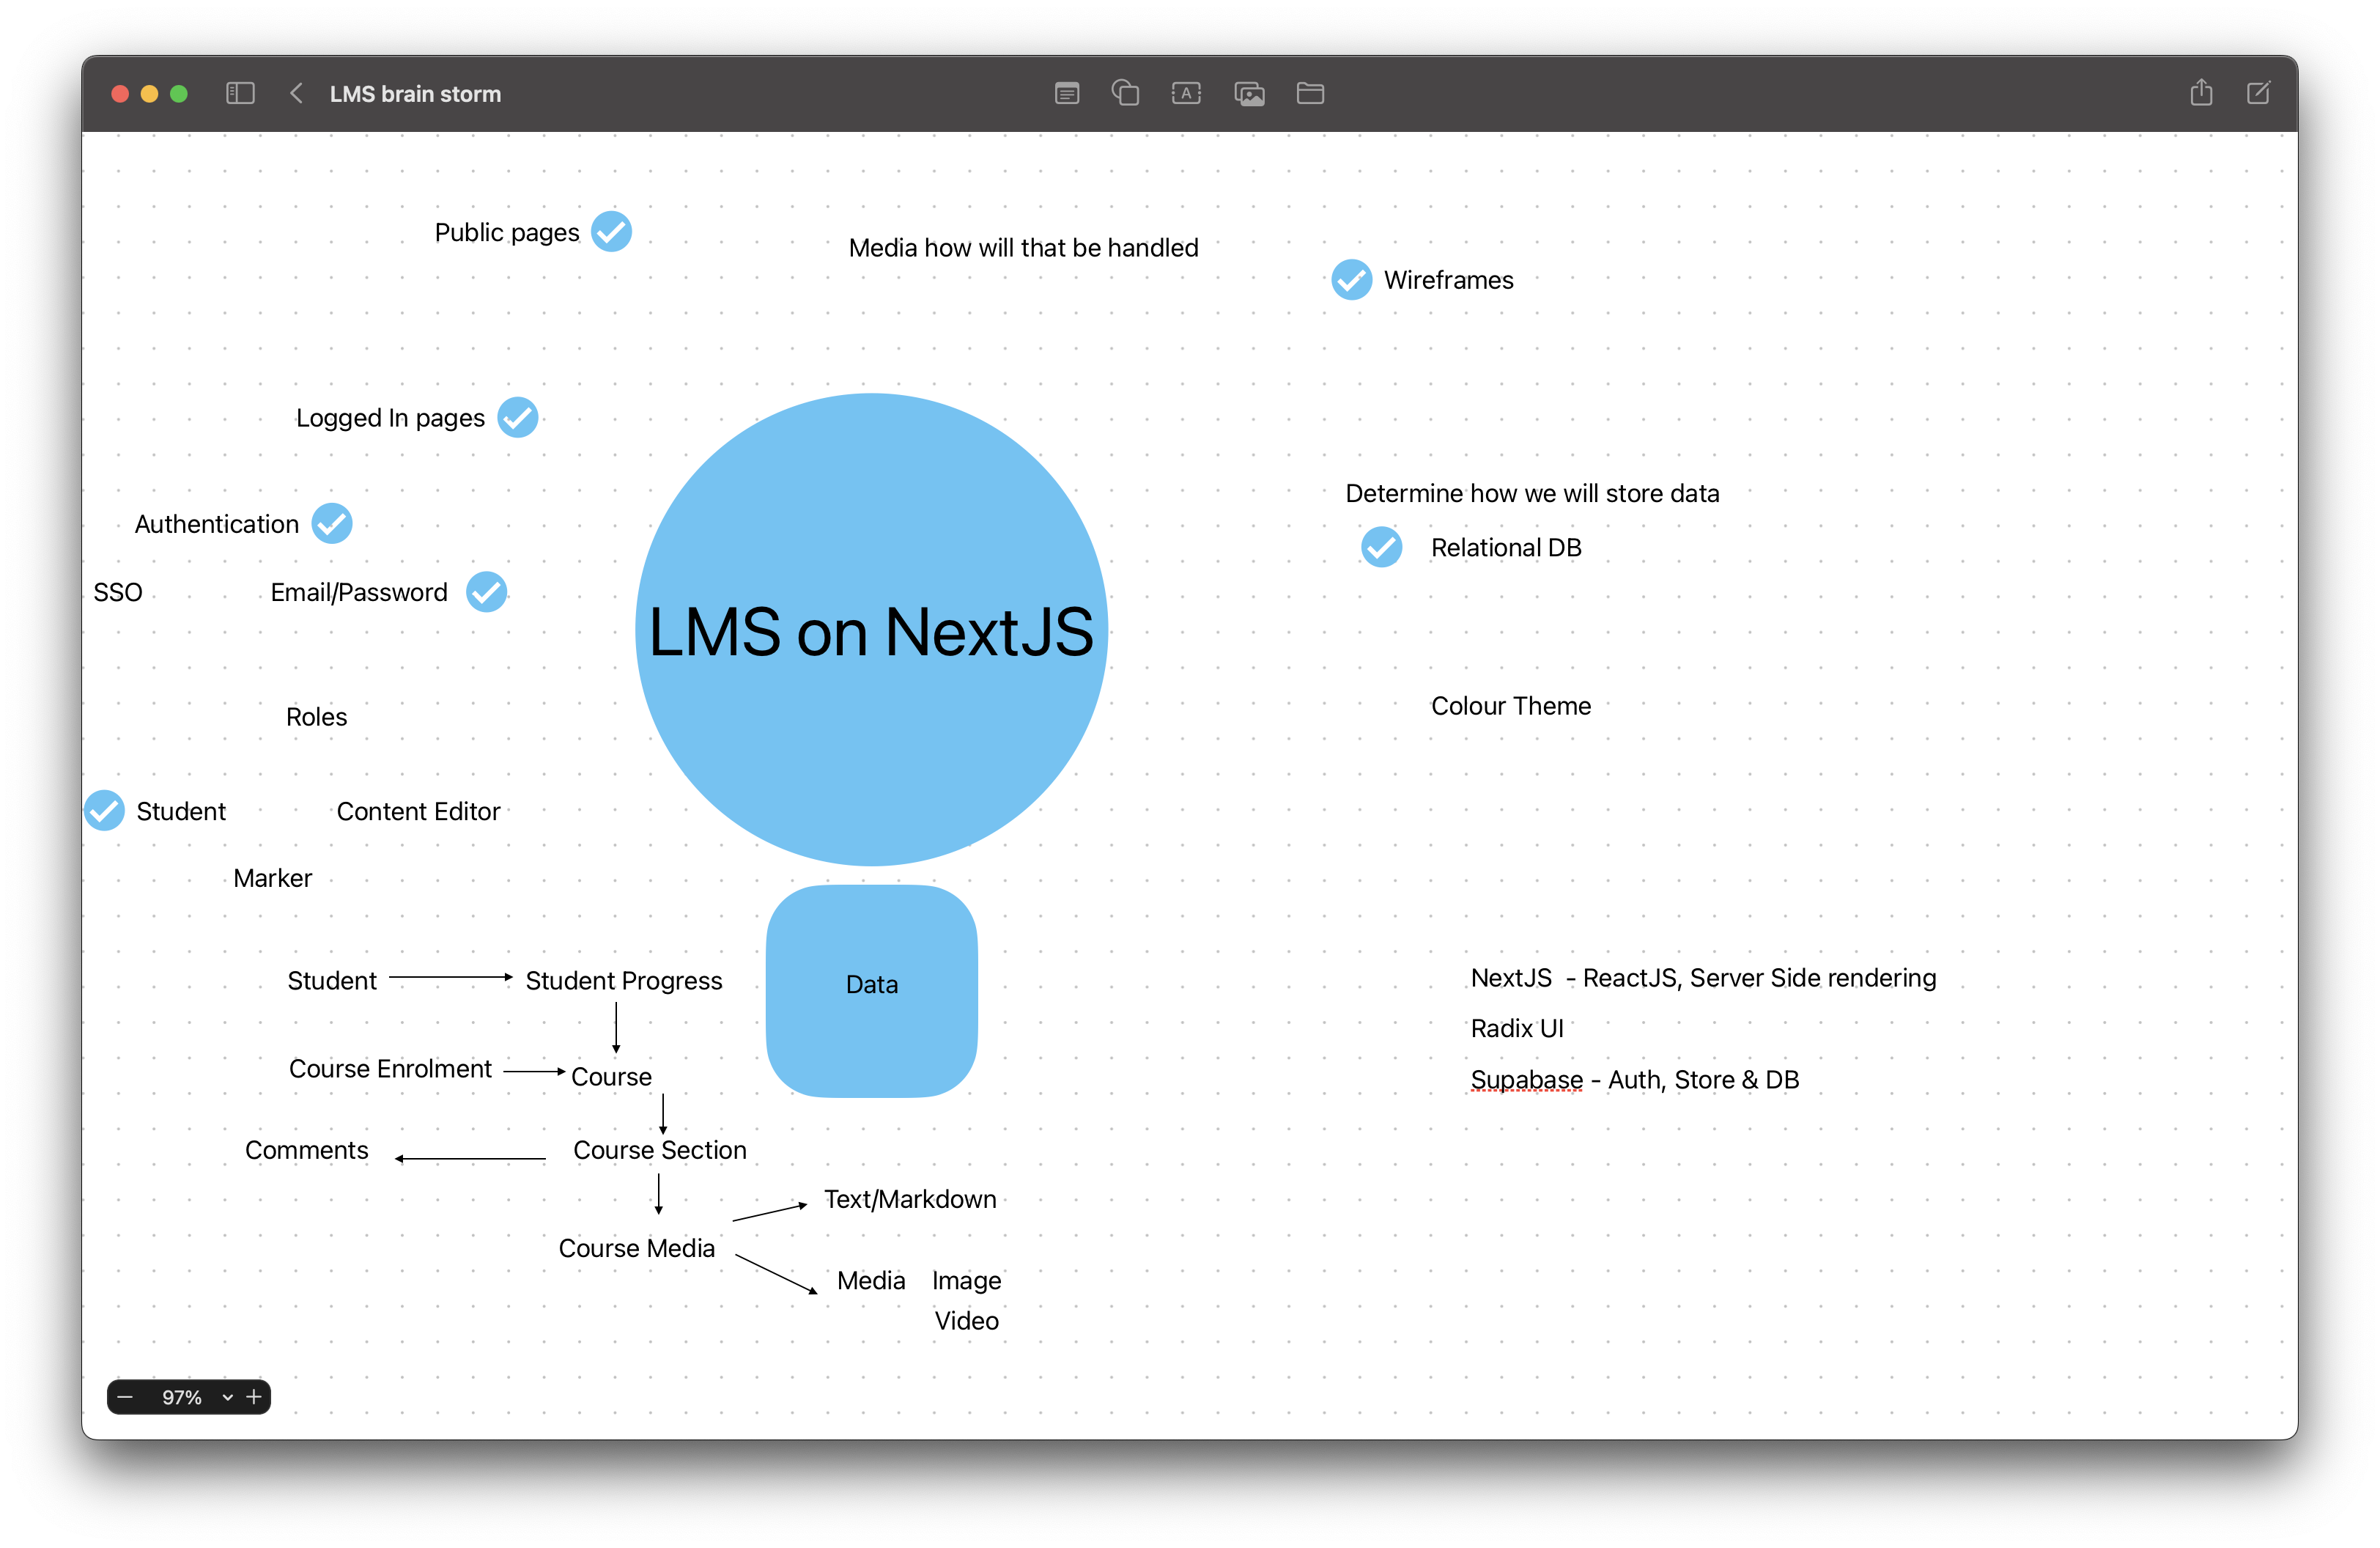 LMS brain storm
Public pages
Media how will that be handled
Wireframes
Logged In pages
Determine how we will store data
Authentication
Relational DB
SSO
Email/Password
LMS on NextJS
Roles
Colour Theme
Student
Content Editor
Marker
Student
Student Progress
Data
NextJS - ReactJS, Server Side rendering
Radix UI
Course Enrolment
Course
Supabase - Auth, Store & DB
Comments
Course Section
Text/Markdown
Course Media
Media
Image
Video
97%